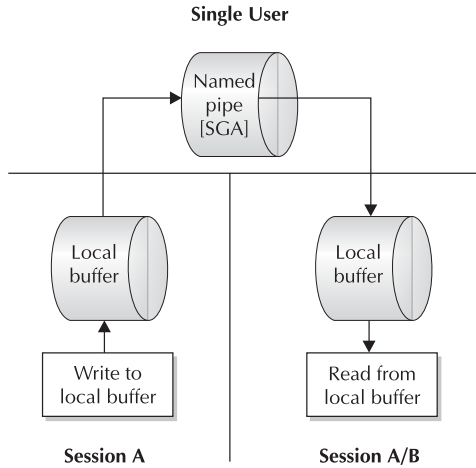 Single User
Named
pipe
[SGA]
Local
buffer
Local
buffer
Write to
local buffer
Read from
local buffer
Session A
Session A/B